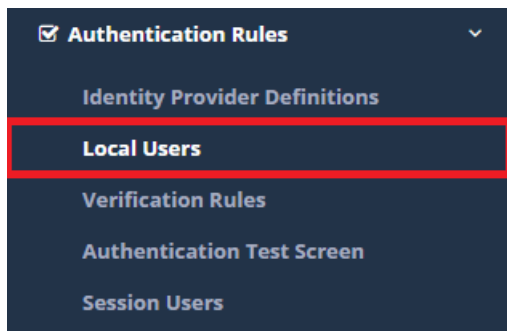 Authentication Rules
Identity Provider Definitions
Local Users
Verification Rules
Authentication Test Screen
Session Users